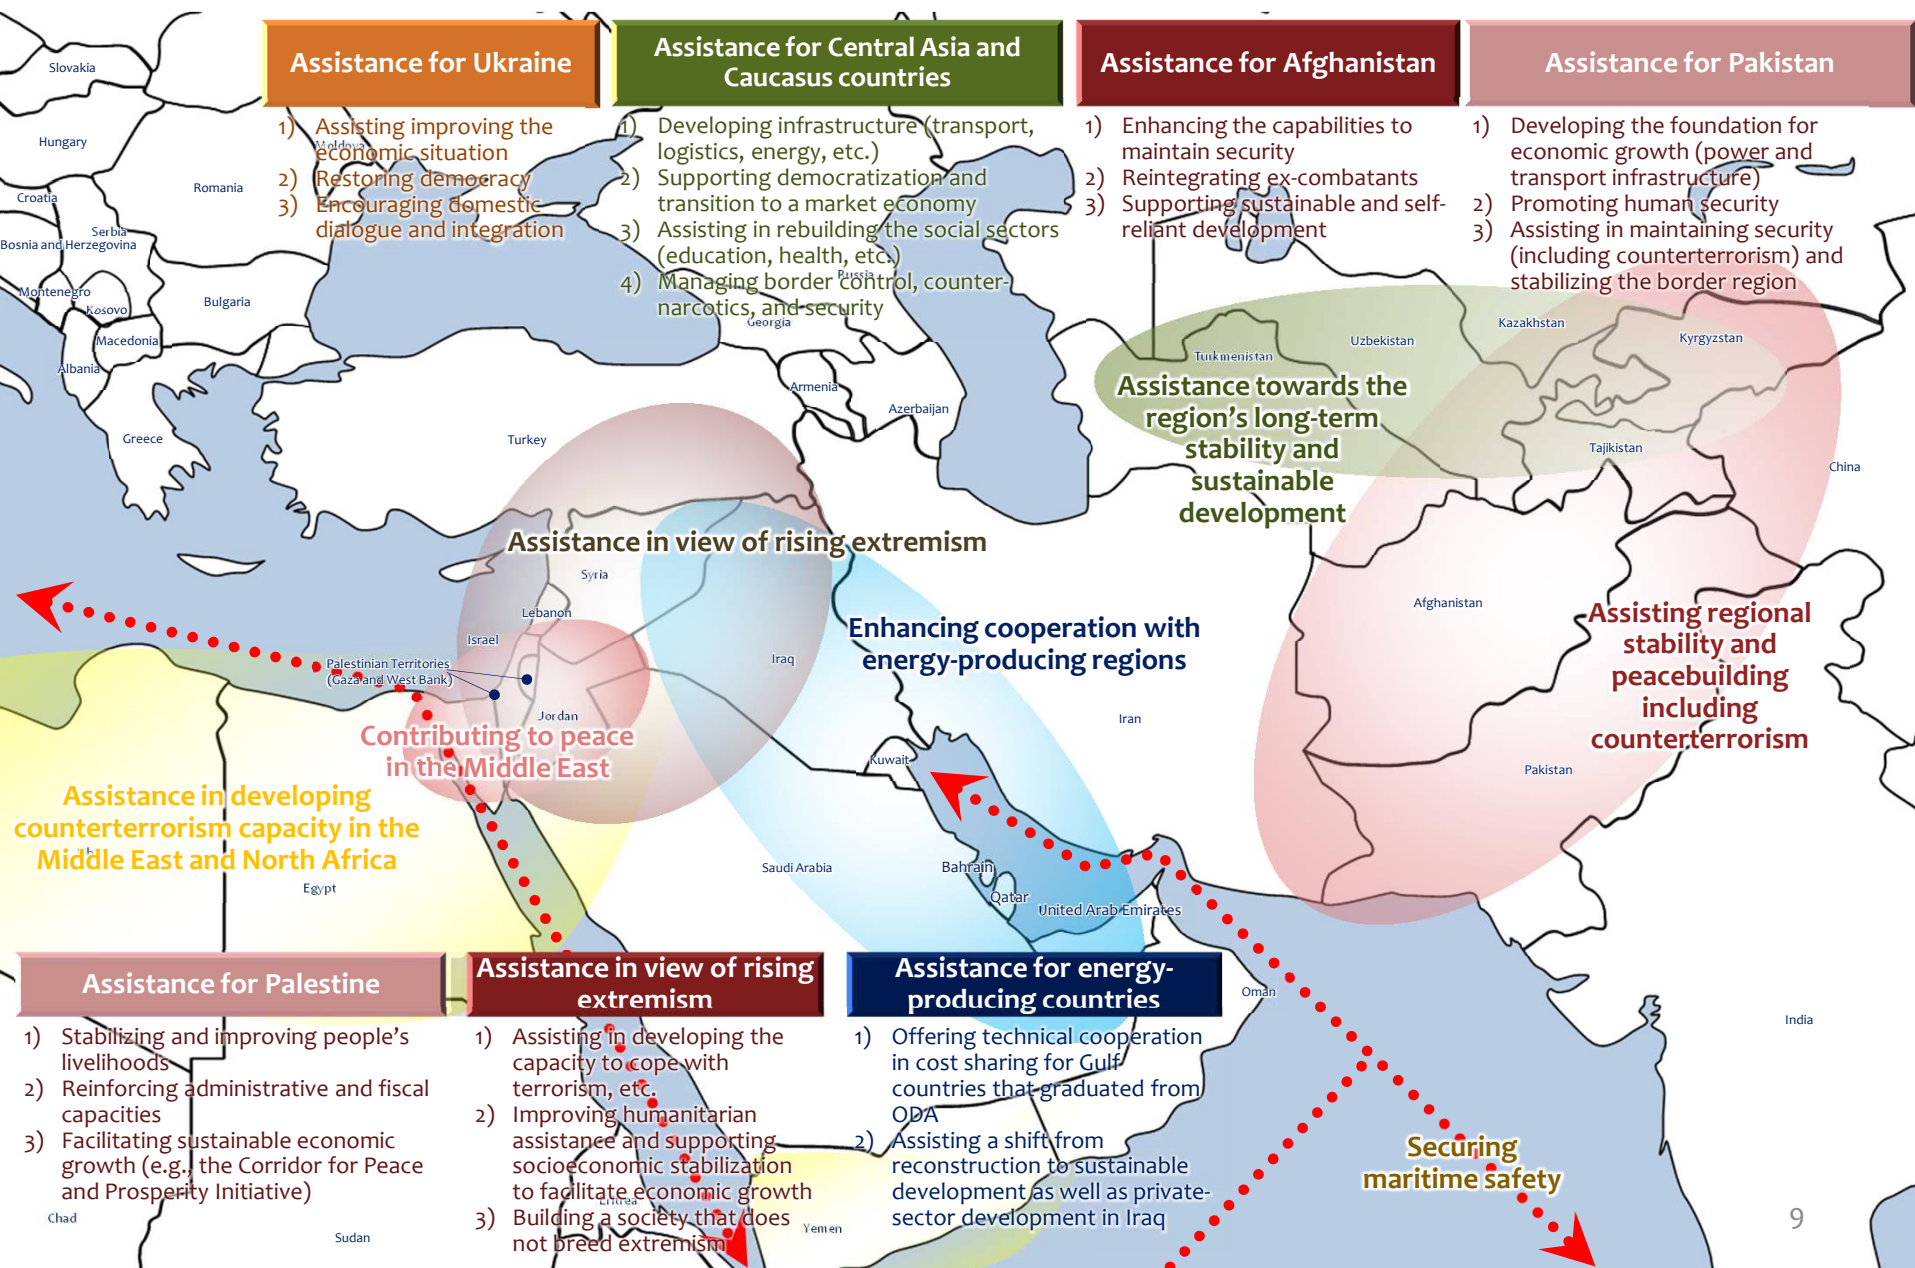 Assistance for Ukraine
1) Assisting improving the
economic situation
2) Restoring democracy
3) Encouraging domestic
dialogue and integration
Assistance for Central Asia and
Caucasus countries
1) Developing infrastructure (transport,
logistics, energy, etc.)
2) Supporting democratization and
transition to a market economy
3) Assisting in rebuilding the social sectors
(education, health, etc.)
4) Managing border control, counter-
narcotics, and security
Assistance for Afghanistan
1) Enhancing the capabilities to
maintain security
2) Reintegrating ex-combatants
3) Supporting sustainable and self-
reliant development
Assistance for Pakistan
1) Developing the foundation for
economic growth (power and
transport infrastructure)
2) Promoting human security
3) Assisting in maintaining security
(including counterterrorism) and
stabilizing the border region
Slovakia
Hungary
Moldova
Romania
Croatia
Serbia
Bosnia and Herzegovina
Montenegro
Kosovo
Bulgaria
Macedonia
Albania
Greece
Turkey
Russia
Georgia
Armenia
Azerbaijan
Turkmenistan
Uzbekistan
Kazakhstan
Kyrgyzstan
Tajikistan
China
Assistance towards the
region's long-term
stability and
sustainable
development
Assistance in view of rising extremism
Syria
Lebanon
Israel
Palestinian Territories
(Gaza and West Bank)
Jordan
Iraq
Enhancing cooperation with
energy-producing regions
Iran
Afghanistan
Assisting regional
stability and
peacebuilding
including
counterterrorism
Pakistan
Contributing to peace
in the Middle East
Kuwait
Assistance in developing
counterterrorism capacity in the
Middle East and North Africa
Egypt
Saudi Arabia
Bahrain
Qatar
United Arab Emirates
Oman
India
Assistance for Palestine
1) Stabilizing and improving people's
livelihoods
2) Reinforcing administrative and fiscal
capacities
3) Facilitating sustainable economic
growth (e.g., the Corridor for Peace
and Prosperity Initiative)
Assistance in view of rising
extremism
1) Assisting in developing the
capacity to cope with
terrorism, etc.
2) Improving humanitarian
assistance and supporting
socioeconomic stabilization
to facilitate economic growth
3) Building a society that does
not breed extremism
Assistance for energy-
producing countries
1) Offering technical cooperation
in cost sharing for Gulf
countries that graduated from
ODA
2) Assisting a shift from
reconstruction to sustainable
development as well as private-
sector development in Iraq
Securing
maritime safety
Chad
Sudan
Eritrea
Yemen
9